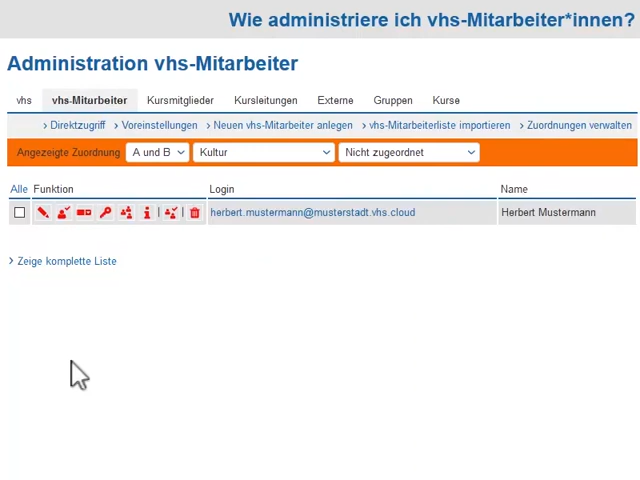 Wie administriere ich vhs-Mitarbeiter*innen?
Administration vhs-Mitarbeiter
vhs vhs-Mitarbeiter Kursmitglieder Kursleitungen Externe Gruppen Kurse
› Direktzugriff › Voreinstellungen › Neuen vhs-Mitarbeiter anlegen › vhs-Mitarbeiterliste importieren › Zuordnungen verwalten
Angezeigte Zuordnung A und B Kultur Nicht zugeordnet
Alle Funktion Login Name
herbert.mustermann@musterstadt.vhs.cloud Herbert Mustermann
› Zeige komplette Liste